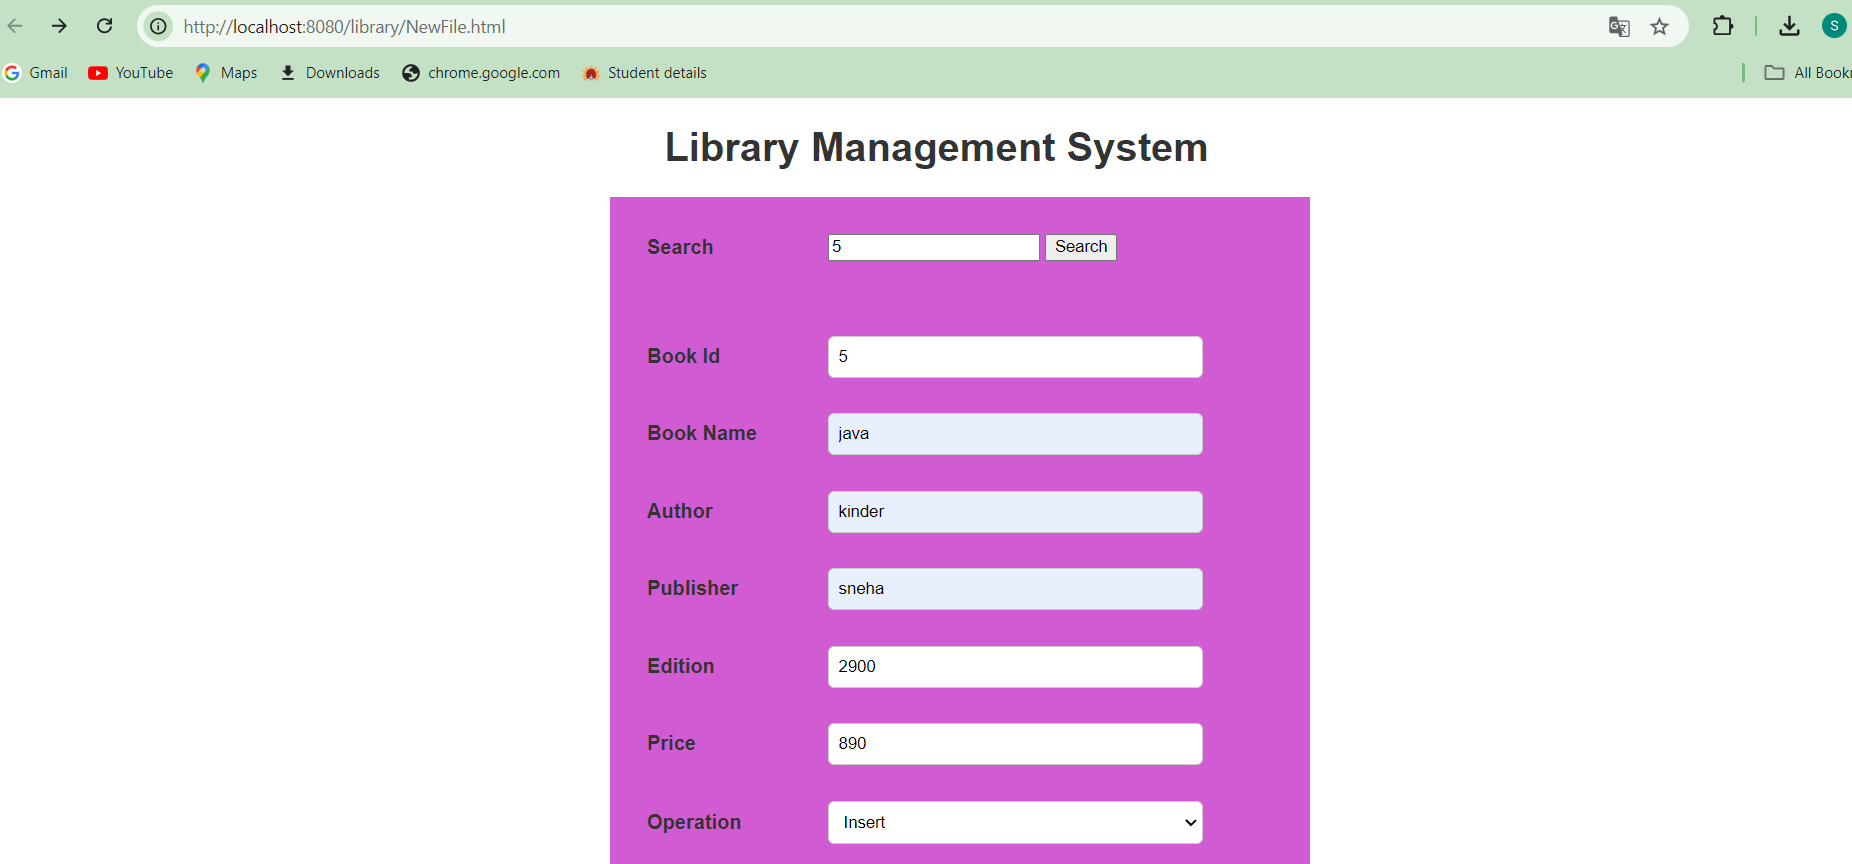 http://localhost:8080/library/NewFile.html
S
Gmail YouTube Maps Downloads chrome.google.com Student details
All Book
Library Management System
Search 5 Search
Book Id 5
Book Name java
Author kinder
Publisher sneha
Edition 2900
Price 890
Operation Insert